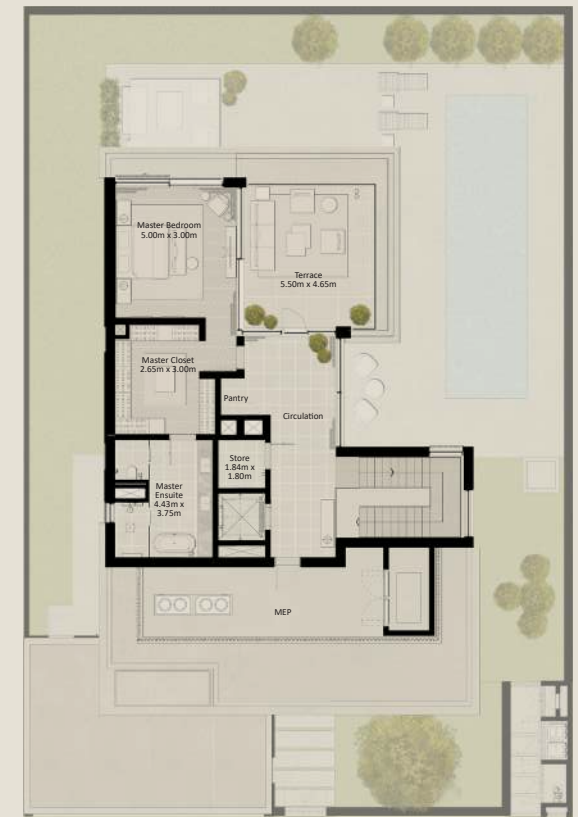 Master Bedroom
5.00m x 3.00m
Terrace
5.50m x 4.65m
Master Closet
2.65m x 3.00m
Pantry
Circulation
Store
1.84m x
1.80m
Master
Ensuite
4.43m x
3.75m
MEP